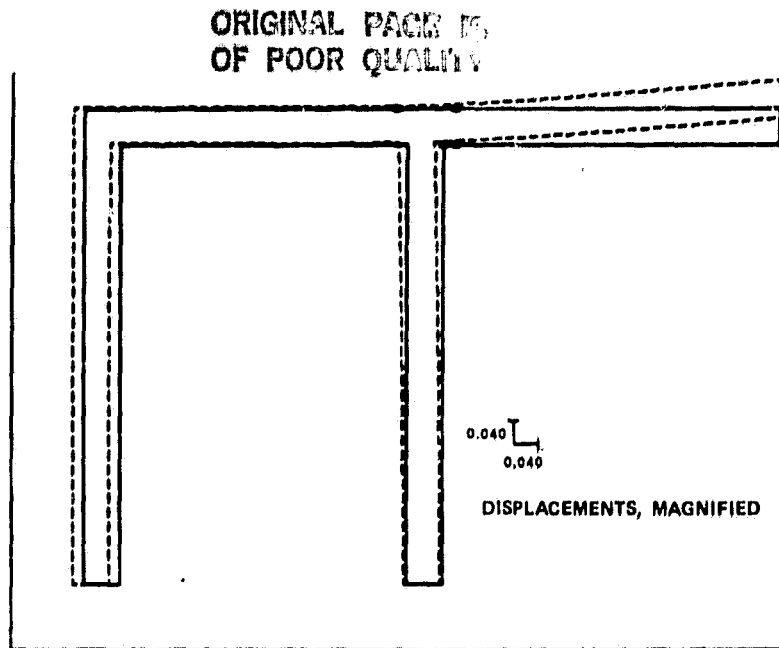 ORIGINAL PAGE IS
OF POOR QUALITY
0.040
0.040
DISPLACEMENTS, MAGNIFIED